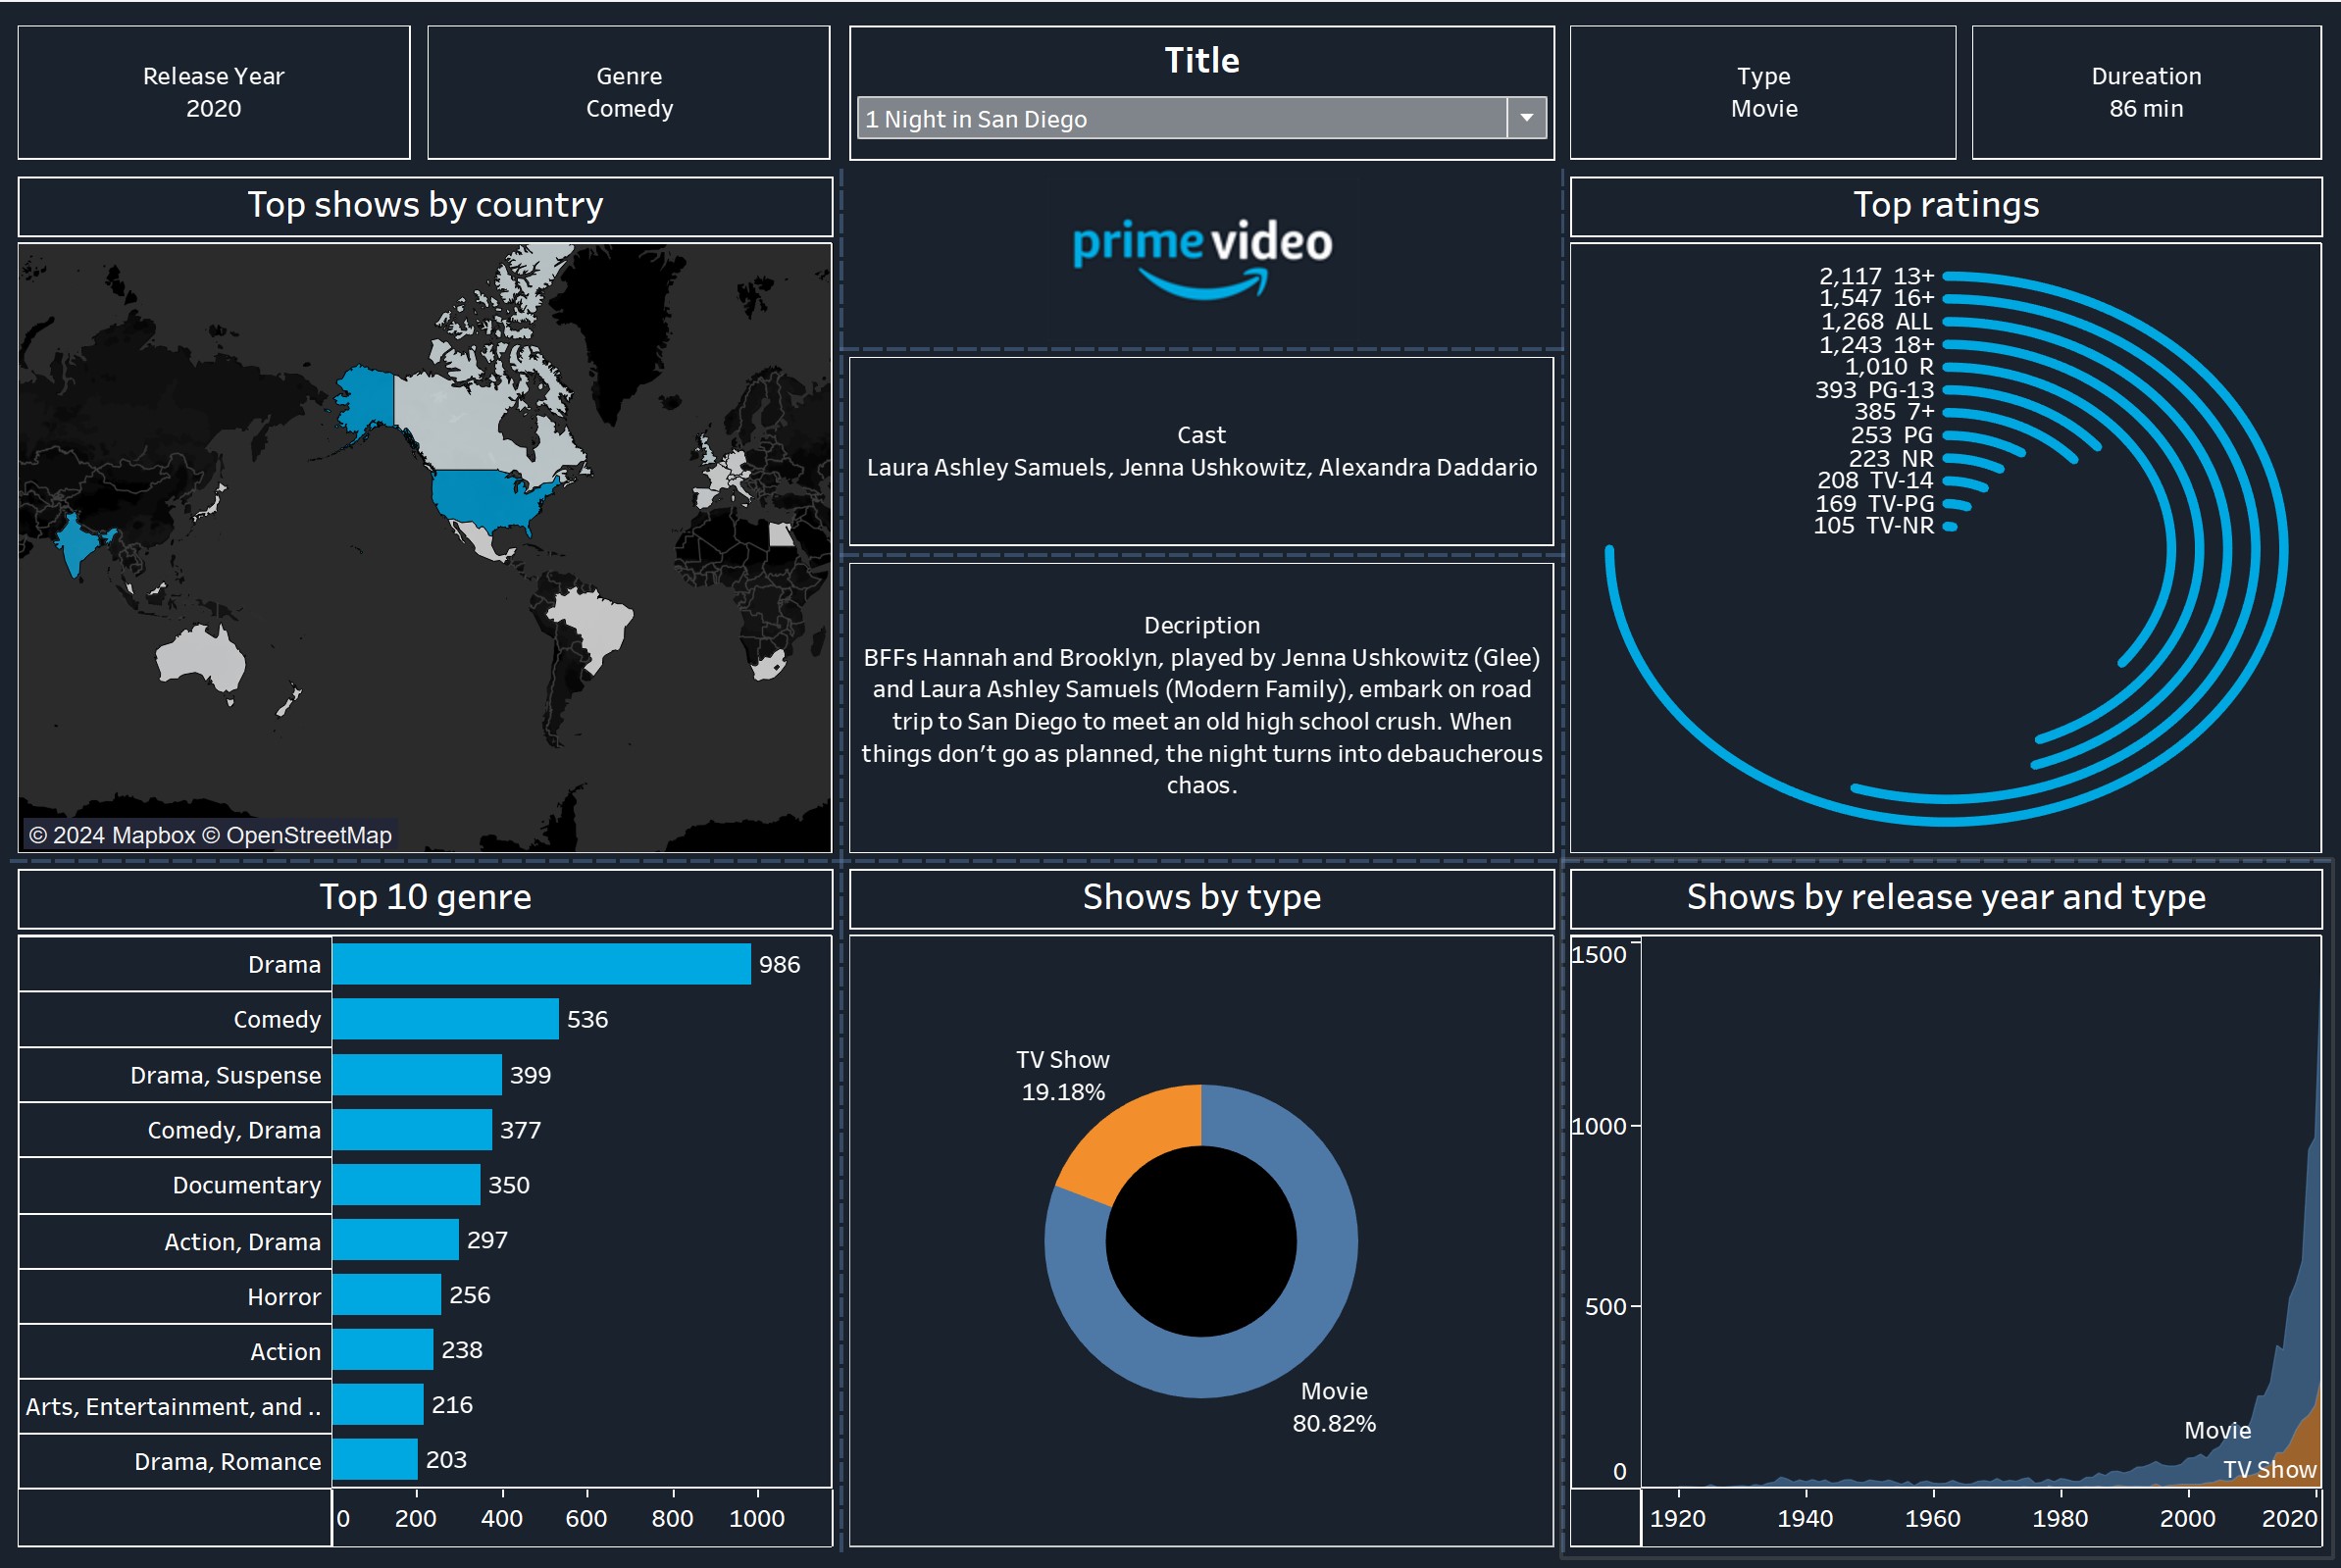 Release Year
2020
Genre
Comedy
Title
1 Night in San Diego
Type
Movie
Dureation
86 min
Top shows by country
© 2024 Mapbox © OpenStreetMap
prime video
Cast
Laura Ashley Samuels, Jenna Ushkowitz, Alexandra Daddario
Decription
BFFs Hannah and Brooklyn, played by Jenna Ushkowitz (Glee)
and Laura Ashley Samuels (Modern Family), embark on road
trip to San Diego to meet an old high school crush. When
things don’t go as planned, the night turns into debaucherous
chaos.
Top ratings
2,117 13+
1,547 16+
1,268 ALL
1,243 18+
1,010 R
393 PG-13
385 7+
253 PG
223 NR
208 TV-14
169 TV-PG
105 TV-NR
Top 10 genre
Drama 986
Comedy 536
Drama, Suspense 399
Comedy, Drama 377
Documentary 350
Action, Drama 297
Horror 256
Action 238
Arts, Entertainment, and .. 216
Drama, Romance 203
0 200 400 600 800 1000
Shows by type
TV Show
19.18%
Movie
80.82%
Shows by release year and type
1500
1000
500
0
Movie
TV Show
1920 1940 1960 1980 2000 2020